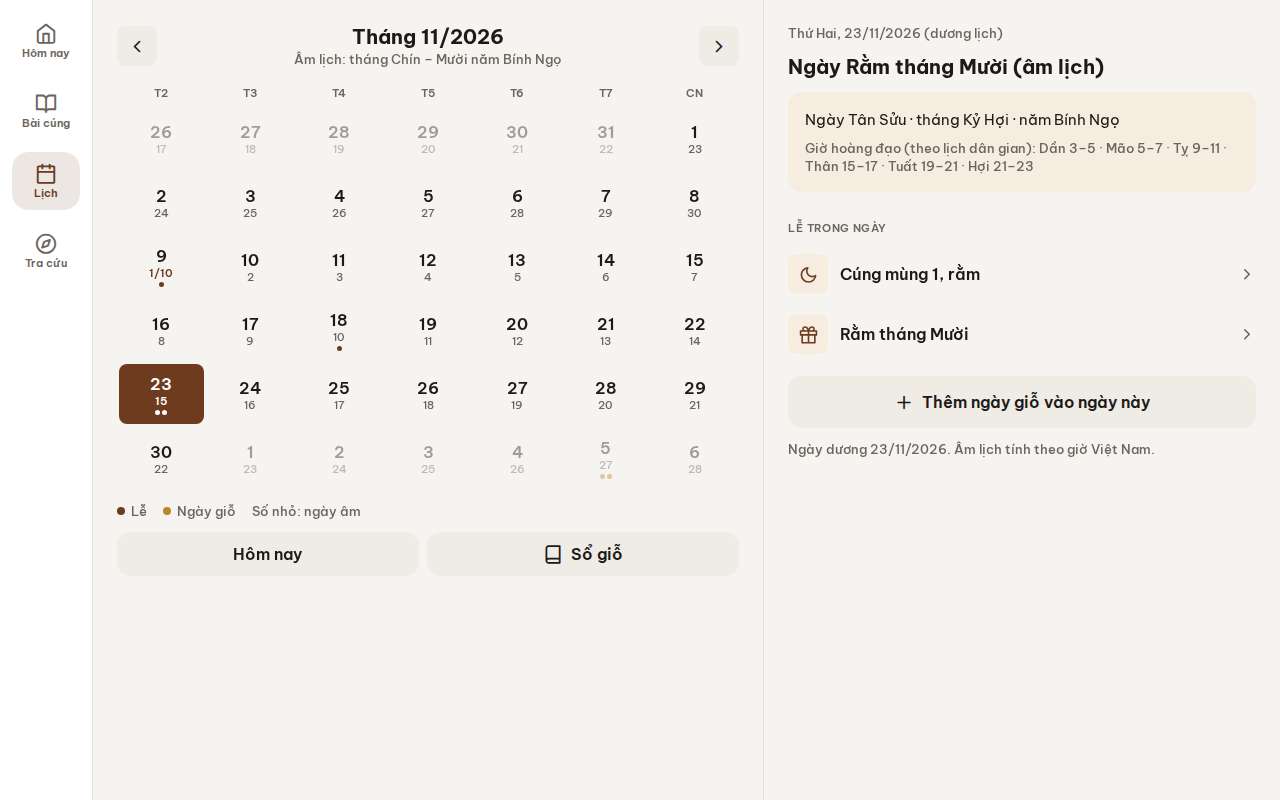 Hôm nay
Bài cúng
Lịch
Tra cứu
Tháng 11/2026
Âm lịch: tháng Chín – Mười năm Bính Ngọ
T2 T3 T4 T5 T6 T7 CN
26 27 28 29 30 31 1
17 18 19 20 21 22 23
2 3 4 5 6 7 8
24 25 26 27 28 29 30
9 10 11 12 13 14 15
1/10 2 3 4 5 6 7
16 17 18 19 20 21 22
8 9 10 11 12 13 14
23 24 25 26 27 28 29
15 16 17 18 19 20 21
30 1 2 3 4 5 6
22 23 24 25 26 27 28
Lễ Ngày giỗ Số nhỏ: ngày âm
Hôm nay
Sổ giỗ
Thứ Hai, 23/11/2026 (dương lịch)
Ngày Rằm tháng Mười (âm lịch)
Ngày Tân Sửu · tháng Kỷ Hợi · năm Bính Ngọ
Giờ hoàng đạo (theo lịch dân gian): Dần 3–5 · Mão 5–7 · Tỵ 9–11 ·
Thân 15–17 · Tuất 19–21 · Hợi 21–23
LỄ TRONG NGÀY
Cúng mùng 1, rằm
Rằm tháng Mười
Thêm ngày giỗ vào ngày này
Ngày dương 23/11/2026. Âm lịch tính theo giờ Việt Nam.